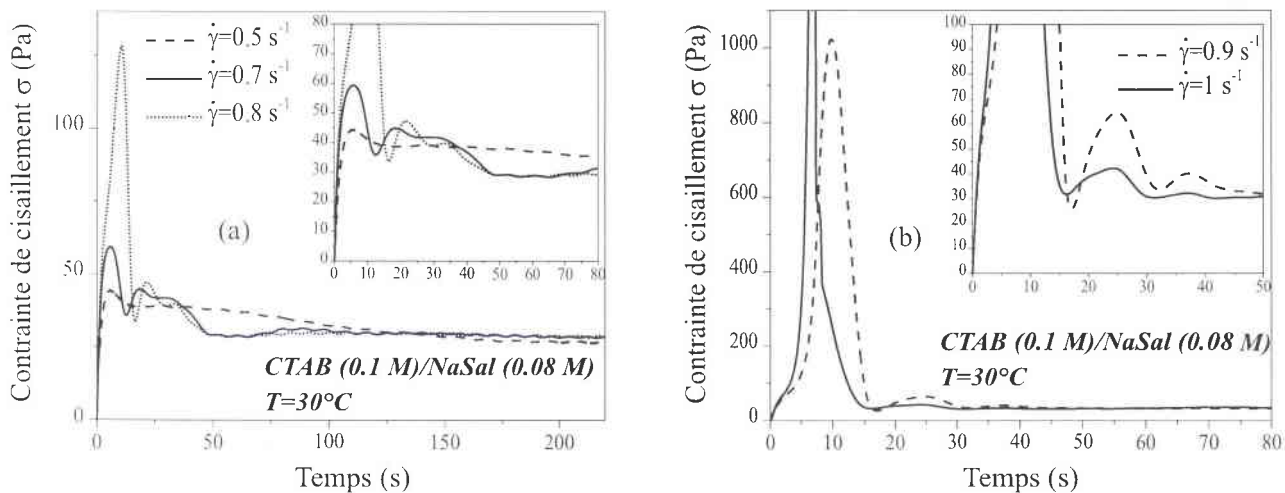 Contrainte de cisaillement σ (Pa)
100
50
0
γ̇=0.5 s⁻¹
γ̇=0.7 s⁻¹
γ̇=0.8 s⁻¹
80
70
60
50
40
30
20
10
0
0 10 20 30 40 50 60 70 80
(a)
CTAB (0.1 M)/NaSal (0.08 M)
T=30°C
0 50 100 150 200
Temps (s)
Contrainte de cisaillement σ (Pa)
1000
800
600
400
200
0
100
90
80
70
60
50
40
30
20
10
0
γ̇=0.9 s⁻¹
γ̇=1 s⁻¹
0 10 20 30 40 50
(b)
CTAB (0.1 M)/NaSal (0.08 M)
T=30°C
0 10 20 30 40 50 60 70 80
Temps (s)